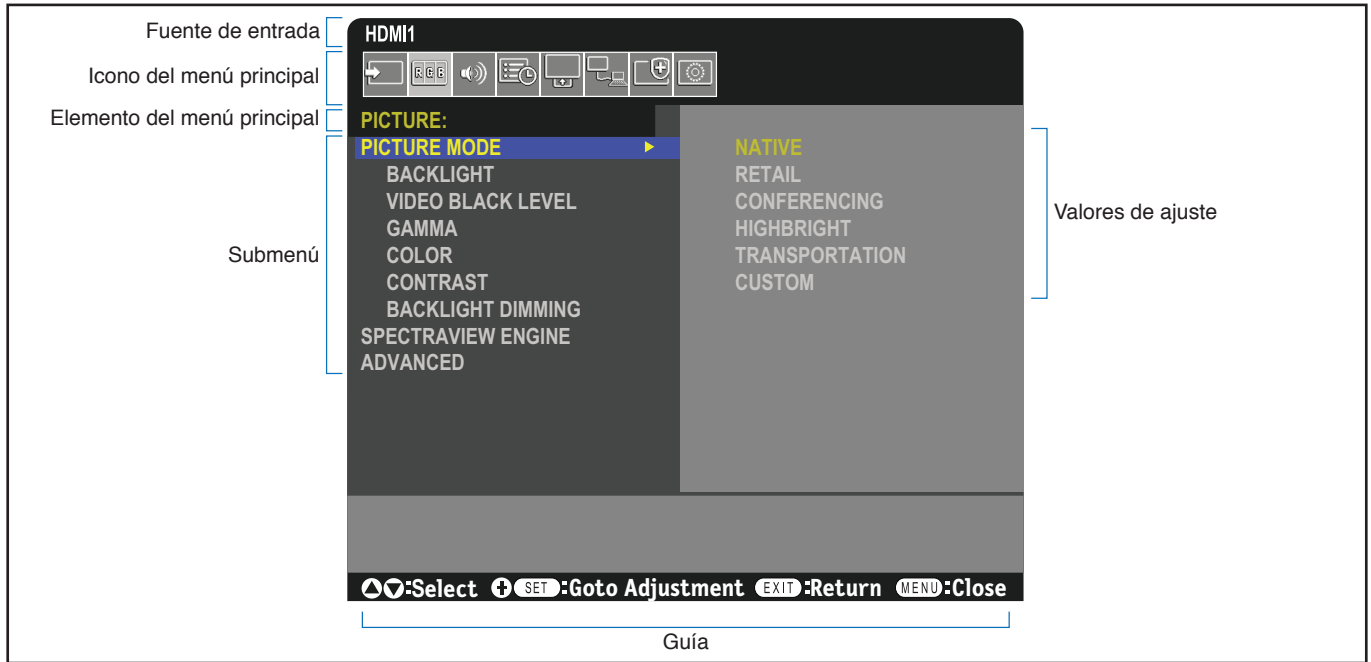 Fuente de entrada
HDMI1
Icono del menú principal
RGB
Elemento del menú principal
PICTURE:
Submenú
PICTURE MODE
BACKLIGHT
VIDEO BLACK LEVEL
GAMMA
COLOR
CONTRAST
BACKLIGHT DIMMING
SPECTRAVIEW ENGINE
ADVANCED
NATIVE
RETAIL
CONFERENCING
HIGHBRIGHT
TRANSPORTATION
CUSTOM
Valores de ajuste
:Select SET :Goto Adjustment EXIT :Return MENU :Close
Guía